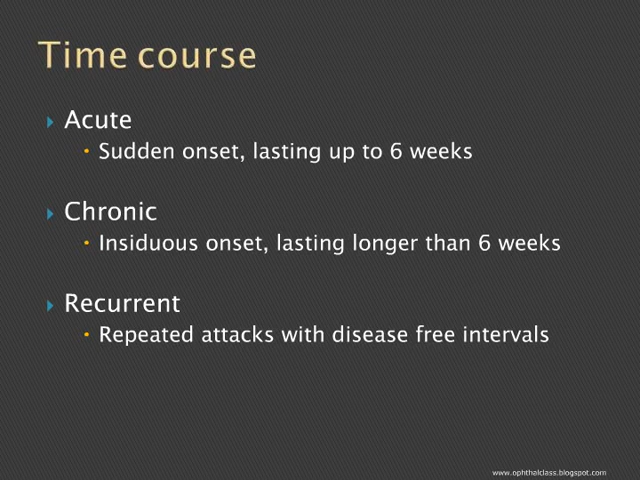 Time course
Acute
Sudden onset, lasting up to 6 weeks
Chronic
Insiduous onset, lasting longer than 6 weeks
Recurrent
Repeated attacks with disease free intervals
www.ophthalclass.blogspot.com